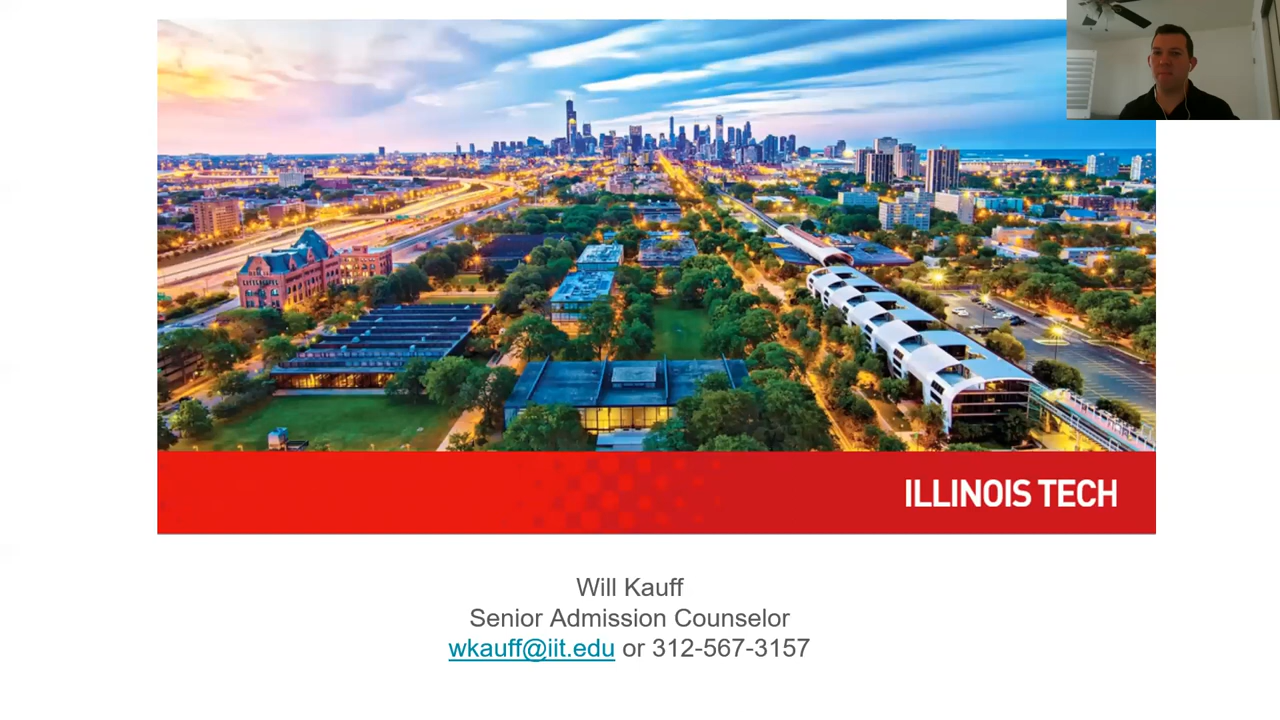 ILLINOIS TECH
Will Kauff
Senior Admission Counselor
wkauff@iit.edu or 312-567-3157